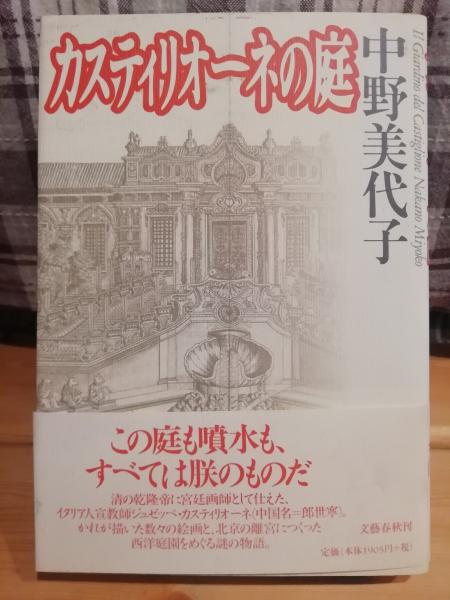 カスティリオーネの庭
中野美代子
Il Giardino da Castiglione Nakano Miyoko
この庭も噴水も、
すべては朕のものだ
清の乾隆帝に宮廷画師として仕えた、
イタリア人宣教師ジュゼッペ・カスティリオーネ(中国名=郎世寧)。
かれが描いた数々の絵画と、北京の離宮につくった
西洋庭園をめぐる謎の物語。
文藝春秋刊
定価(本体1905円+税)